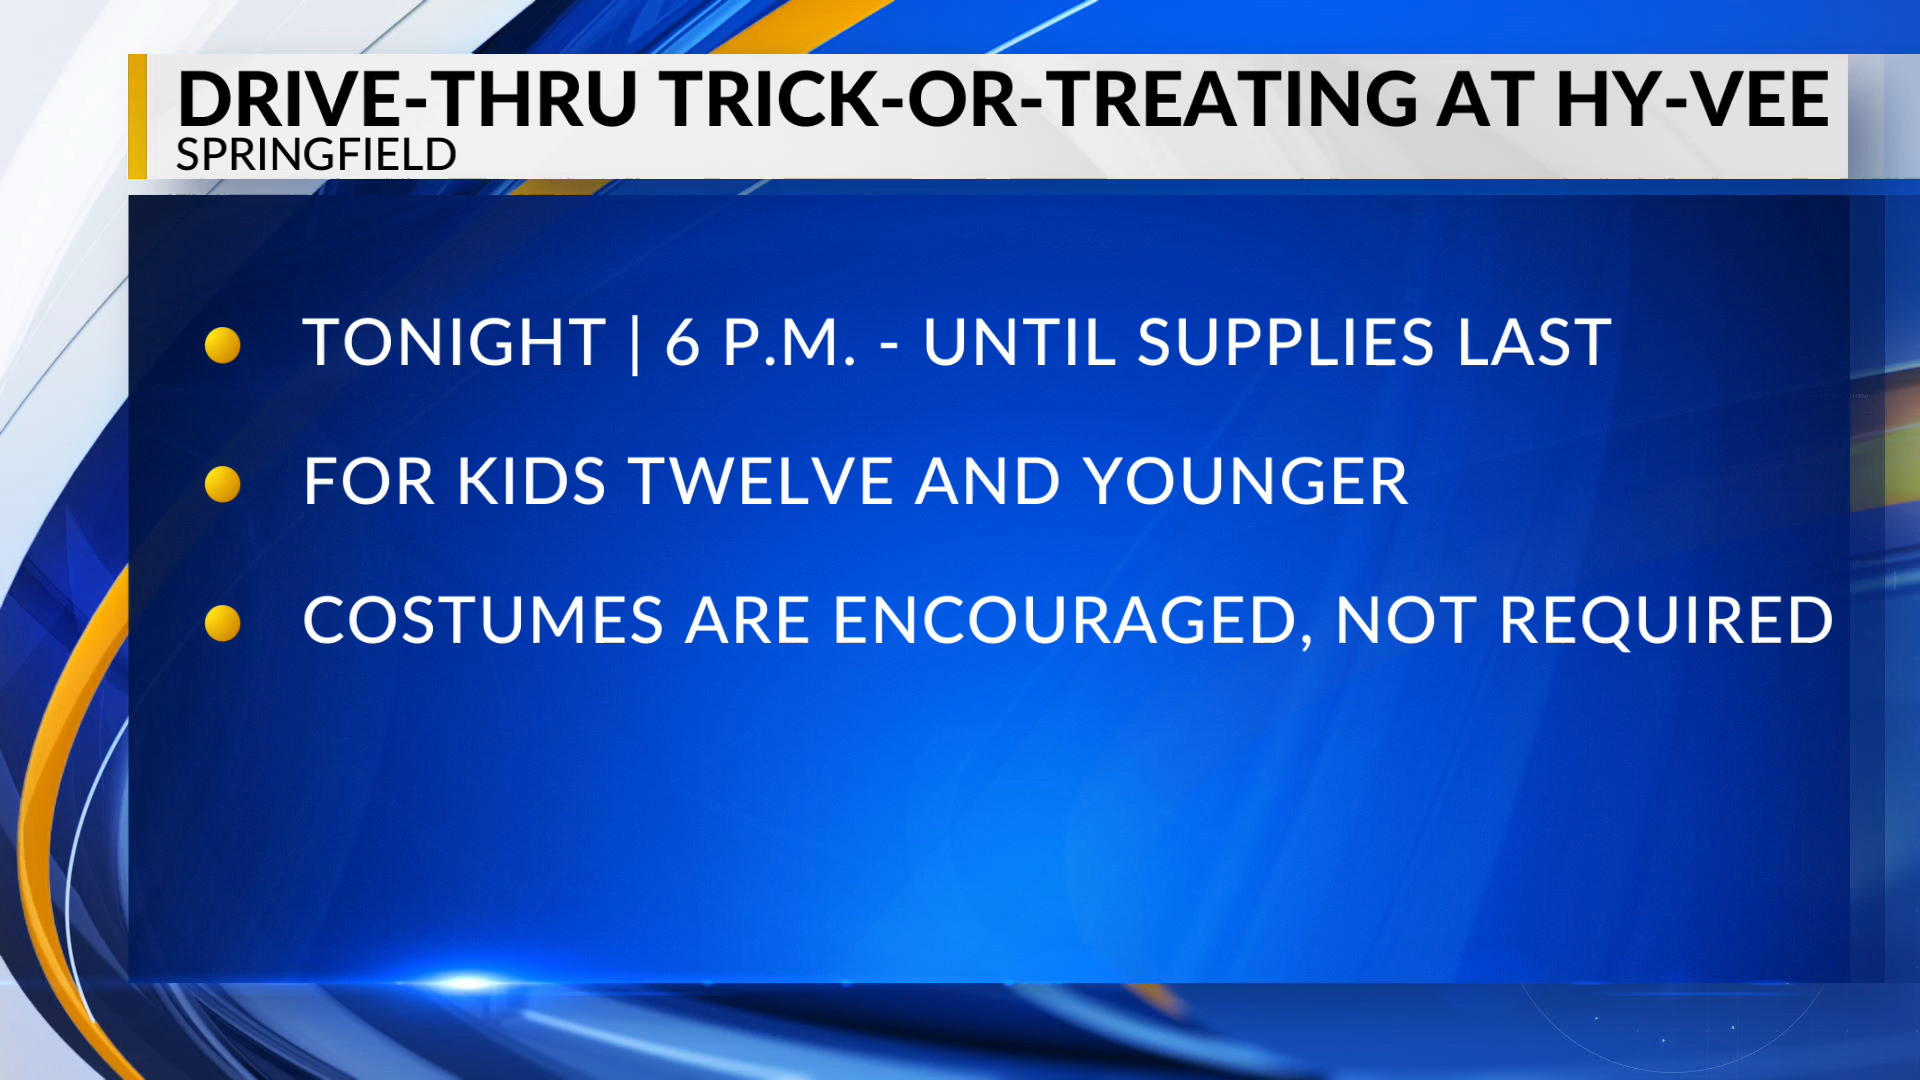 DRIVE-THRU TRICK-OR-TREATING AT HY-VEE
SPRINGFIELD
TONIGHT | 6 P.M. - UNTIL SUPPLIES LAST
FOR KIDS TWELVE AND YOUNGER
COSTUMES ARE ENCOURAGED, NOT REQUIRED